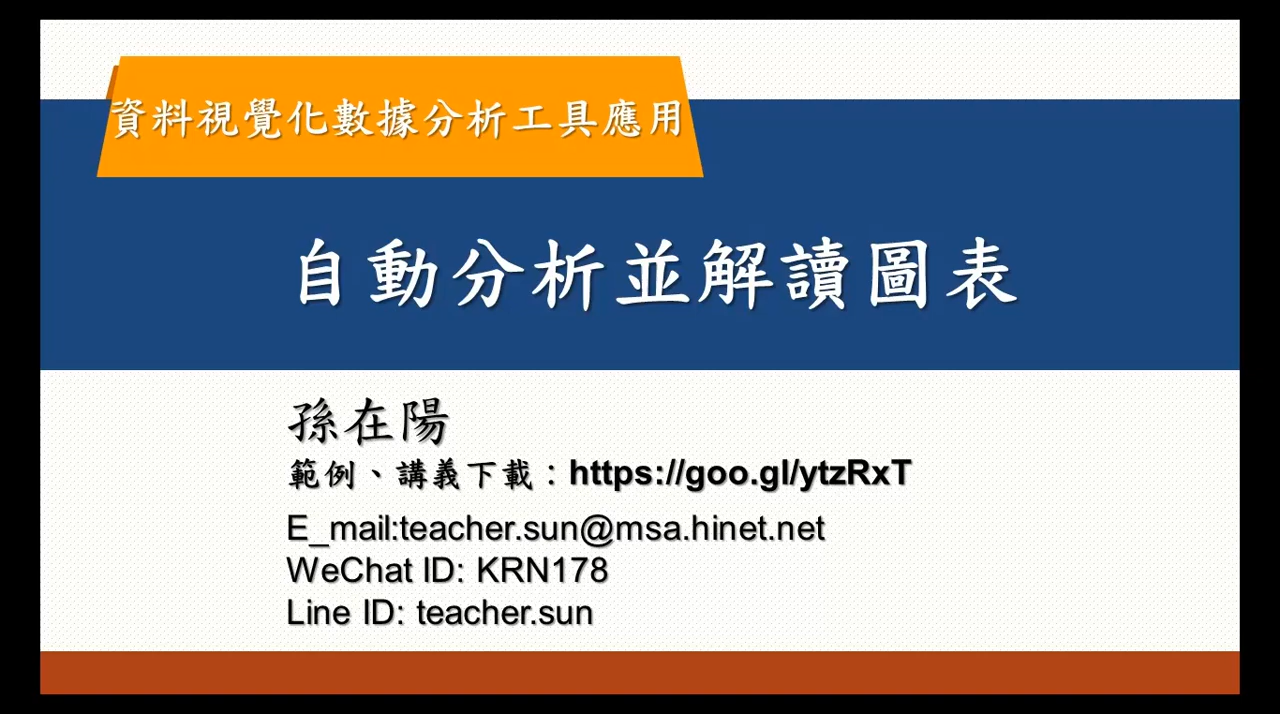 資料視覺化數據分析工具應用
自動分析並解讀圖表
孫在陽
範例、講義下載：https://goo.gl/ytzRxT
E_mail:teacher.sun@msa.hinet.net
WeChat ID: KRN178
Line ID: teacher.sun